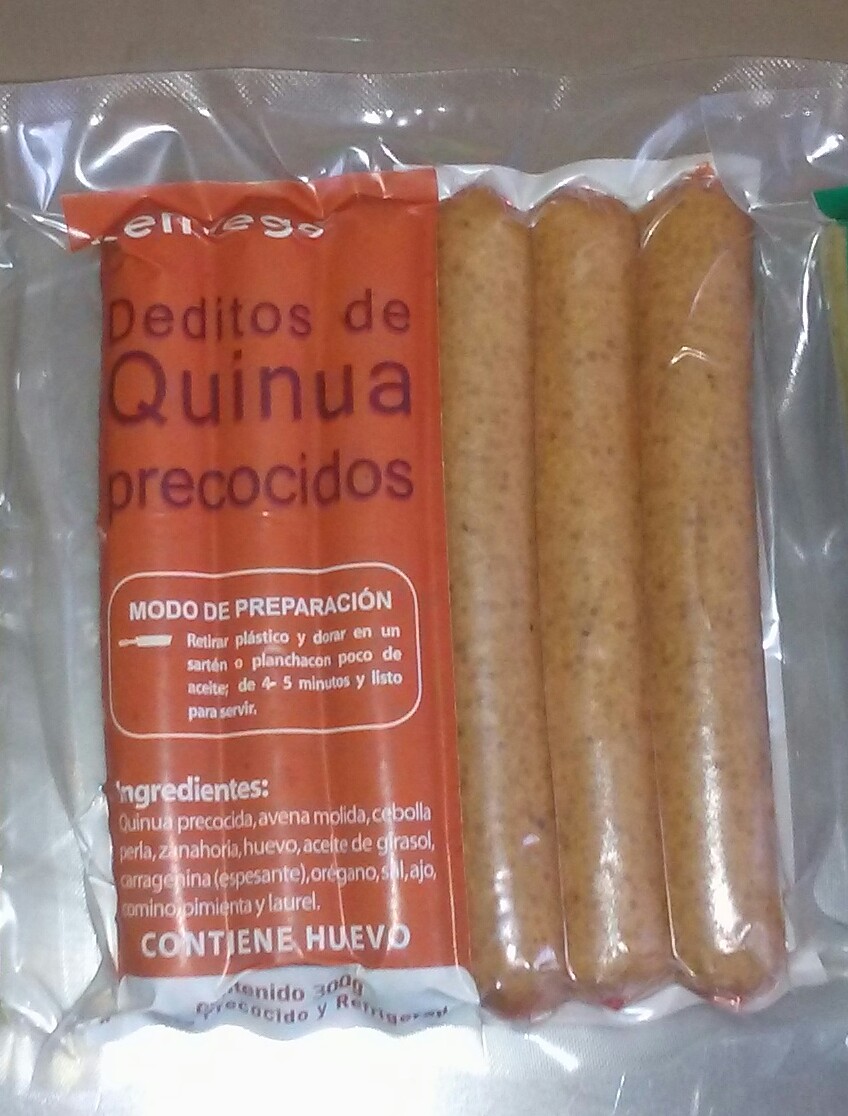 Deditos de
Quinua
precocidos
MODO DE PREPARACIÓN
Retirar plástico y dorar en un
sartén o planchacon poco de
aceite; de 4- 5 minutos y listo
para servir.
Ingredientes:
Quinua precocida, avena molida, cebolla
perla, zanahoria, huevo, aceite de girasol,
carragenina (espesante), orégano, sal, ajo,
comino, pimienta y laurel.
CONTIENE HUEVO
300g
Precocido y